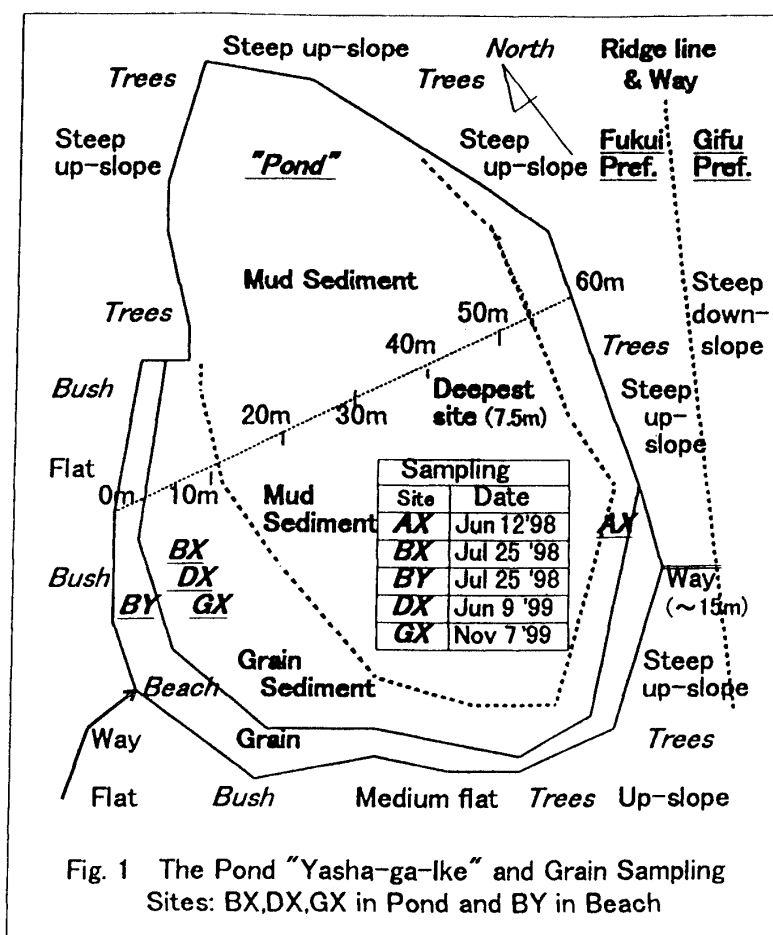 Steep up-slope
North
Ridge line
& Way
Trees
Trees
Steep
up-slope
"Pond"
Steep
up-slope
Fukui
Pref.
Gifu
Pref.
Mud Sediment
60m
Steep
down-
slope
50m
Trees
40m
Trees
Bush
Deepest
site (7.5m)
Steep
up-
slope
30m
20m
Flat
0m
10m
Mud
Sediment
Sampling
Site Date
AX Jun 12'98
BX Jul 25 '98
BY Jul 25 '98
DX Jun 9 '99
GX Nov 7 '99
AX
BX
DX
Bush
BY
GX
Way
(~15m)
Grain
Sediment
Steep
up-slope
Beach
Way
Grain
Trees
Flat
Bush
Medium flat
Trees
Up-slope
Fig. 1 The Pond "Yasha-ga-Ike" and Grain Sampling
Sites: BX,DX,GX in Pond and BY in Beach